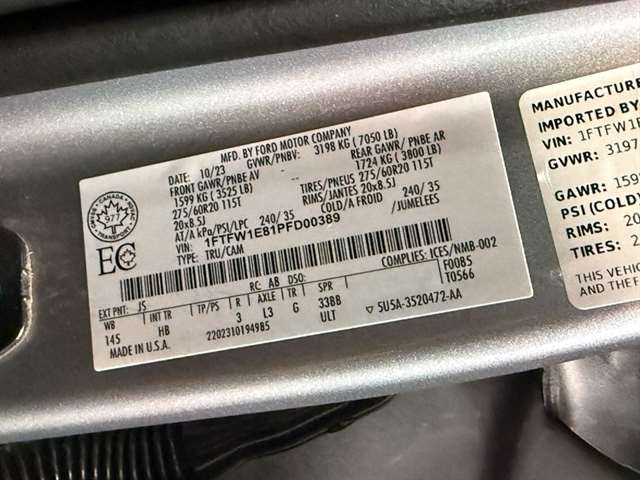 MFD. BY FORD MOTOR COMPANY
DATE: 10/23 GVWR/PNBV: 3198 KG ( 7050 LB)
FRONT GAWR/PNBE AV REAR GAWR/ PNBE AR
1599 KG ( 3525 LB) 1724 KG ( 3800 LB)
275/60R20 115T TIRES/PNEUS 275/60R20 115T
20x8.5J RIMS/JANTES 20x8.5J
AT/A kPa/PSI/LPC 240/ 35 COLD/A FROID 240/ 35
VIN: 1FTFW1E81PFD00389 /JUMELEES
TYPE: TRU/CAM
CANADA
977
EC
COMPLIES: ICES/NMB-002
EXT PNT: JS RC: AB DSO: F0085
WB INT TR TP/PS R AXLE TR SPR T0566
145 HB 3 L3 G 33BB
ULT
MADE IN U.S.A. 2202310194985
5U5A-3520472-AA
MANUFACTURE
IMPORTED BY
VIN: 1FTFW1E
GVWR: 3197
GAWR: 159
PSI (COLD)
RIMS: 20
TIRES: 2
THIS VEHIC